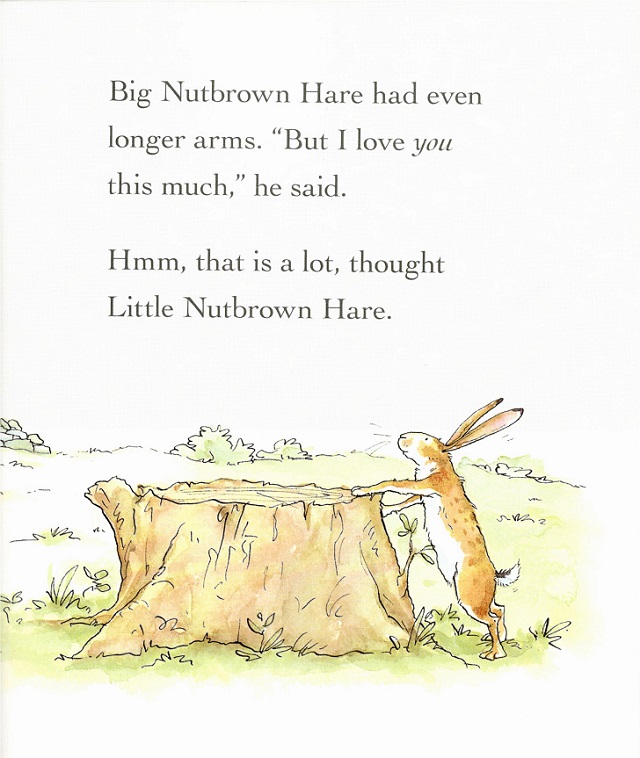 Big Nutbrown Hare had even
longer arms. “But I love you
this much,” he said.
Hmm, that is a lot, thought
Little Nutbrown Hare.